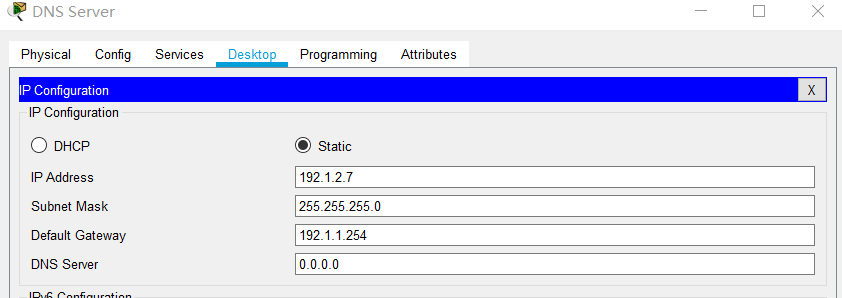 DNS Server
Physical Config Services Desktop Programming Attributes
IP Configuration X
IP Configuration
DHCP Static
IP Address 192.1.2.7
Subnet Mask 255.255.255.0
Default Gateway 192.1.1.254
DNS Server 0.0.0.0
IPv6 Configuration